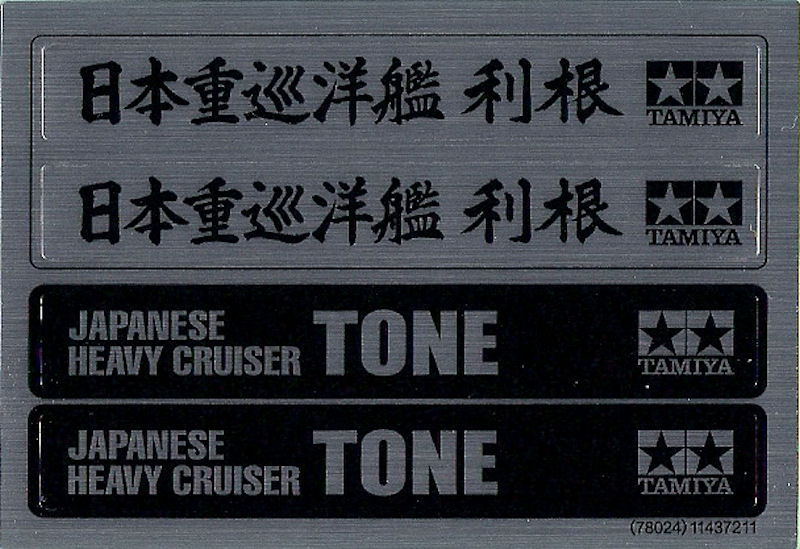 日本重巡洋艦 利根
TAMIYA
日本重巡洋艦 利根
TAMIYA
JAPANESE
HEAVY CRUISER TONE
TAMIYA
JAPANESE
HEAVY CRUISER TONE
TAMIYA
(78024) 11437211